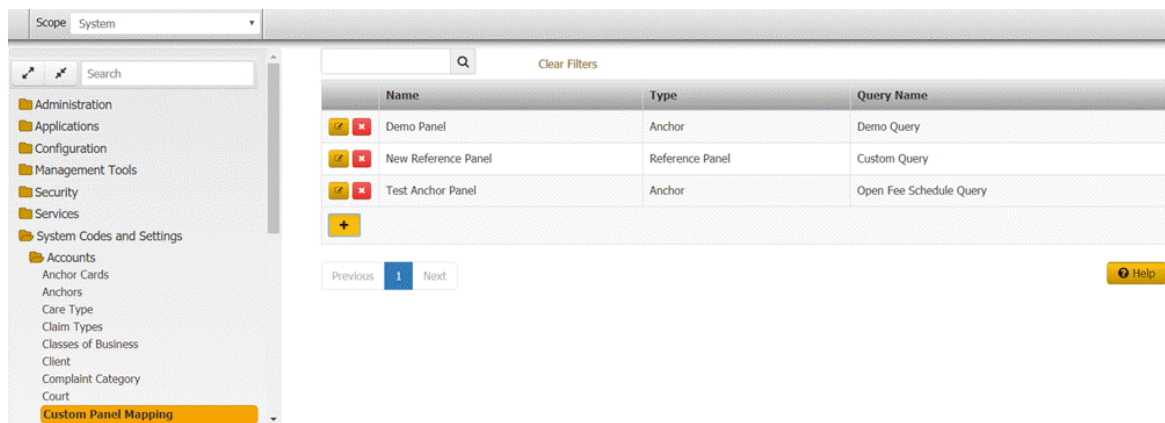 Scope System
Search
Administration
Applications
Configuration
Management Tools
Security
Services
System Codes and Settings
Accounts
Anchor Cards
Anchors
Care Type
Claim Types
Classes of Business
Client
Complaint Category
Court
Custom Panel Mapping
Clear Filters
Name Type Query Name
Demo Panel Anchor Demo Query
New Reference Panel Reference Panel Custom Query
Test Anchor Panel Anchor Open Fee Schedule Query
Previous 1 Next
Help